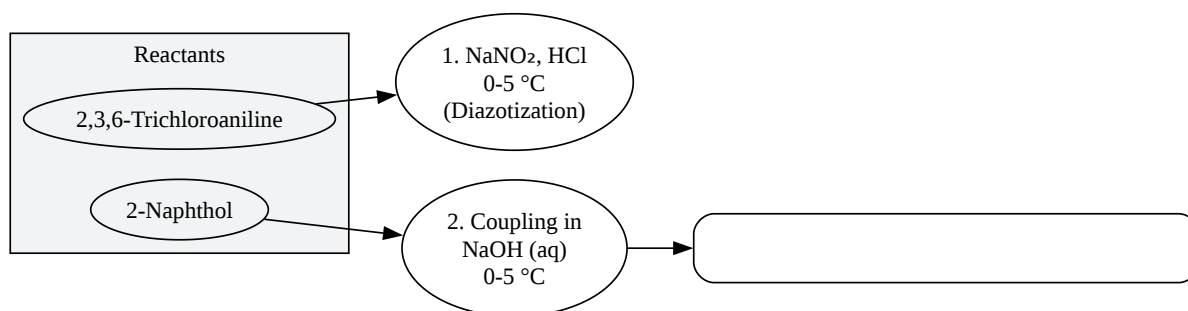 Reactants
2,3,6-Trichloroaniline
2-Naphthol
1. NaNO₂, HCl
0-5 °C
(Diazotization)
2. Coupling in
NaOH (aq)
0-5 °C